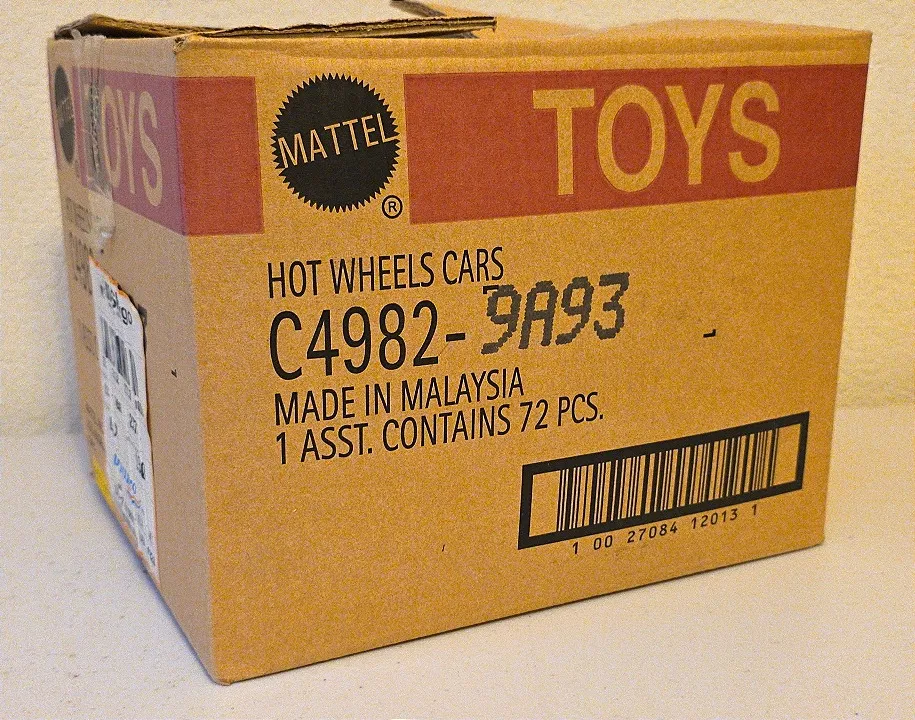 TOYS
MATTEL
®
TOYS
HOT WHEELS CARS
C4982- 9A93
MADE IN MALAYSIA
1 ASST. CONTAINS 72 PCS.
1 00 27084 12013 1